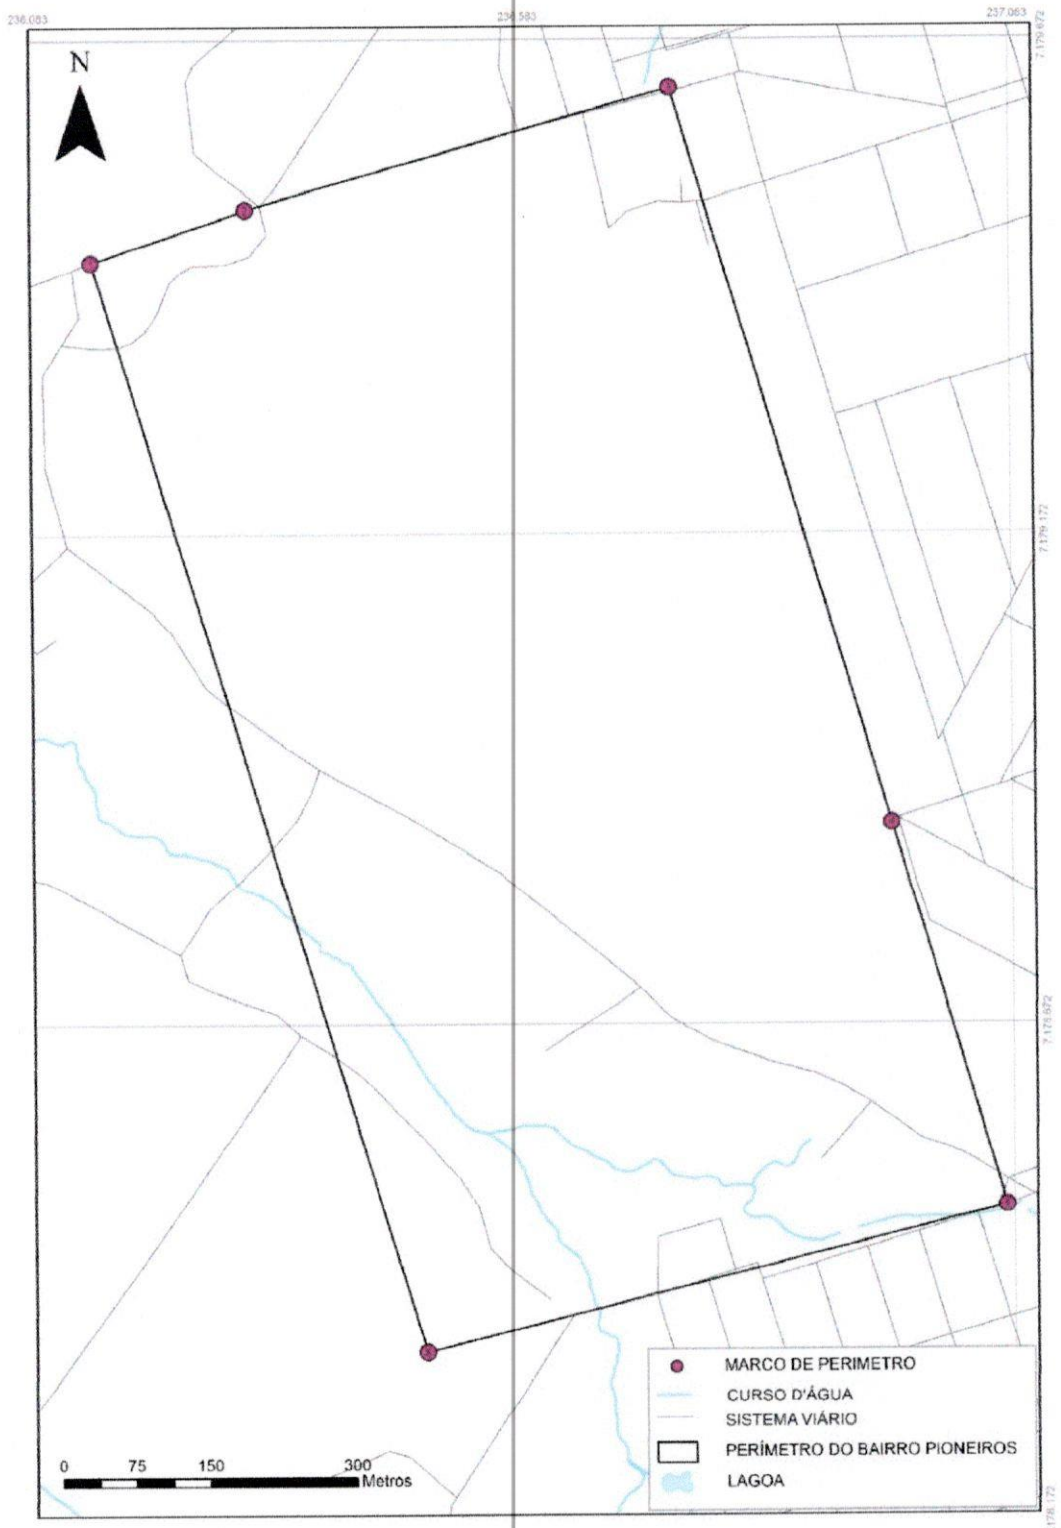 236.083 236.583 237.083
7.179.672
N
7.179.172
7.178.672
MARCO DE PERIMETRO
CURSO D'ÁGUA
SISTEMA VIÁRIO
PERÍMETRO DO BAIRRO PIONEIROS
LAGOA
0 75 150 300
Metros